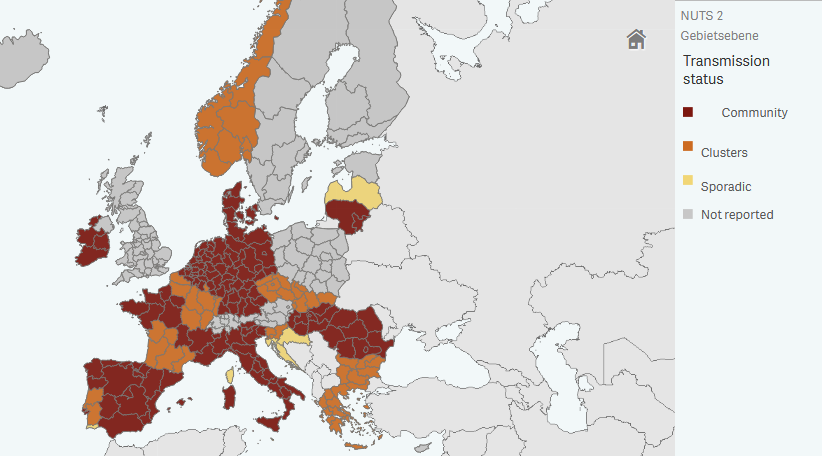 NUTS 2
Gebietsebene
Transmission
status
Community
Clusters
Sporadic
Not reported